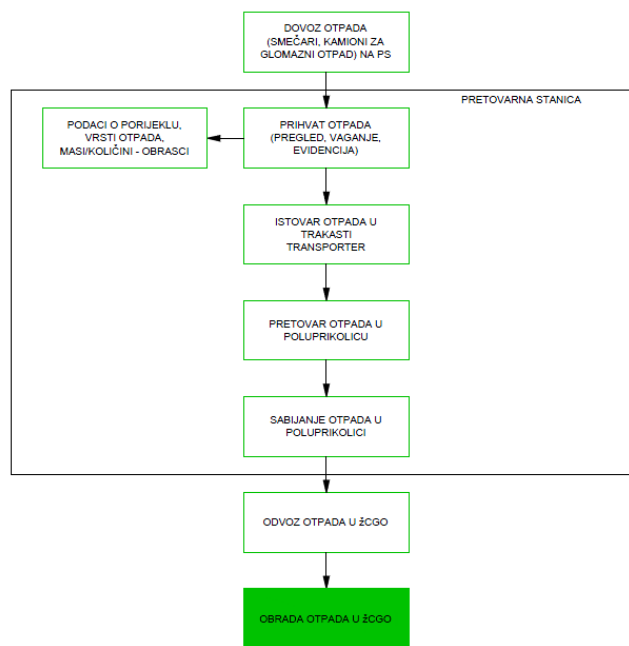 DOVOZ OTPADA
(SMEČARI, KAMIONI ZA
GLOMAZNI OTPAD) NA PS
PRETOVARNA STANICA
PODACI O PORIJEKLU,
VRSTI OTPADA,
MASI/KOLIČINI - OBRASCI
PRIHVAT OTPADA
(PREGLED, VAGANJE,
EVIDENCIJA)
ISTOVAR OTPADA U
TRAKASTI
TRANSPORTER
PRETOVAR OTPADA U
POLUPRIKOLICU
SABIJANJE OTPADA U
POLUPRIKOLICI
ODVOZ OTPADA U žCGO
OBRADA OTPADA U žCGO